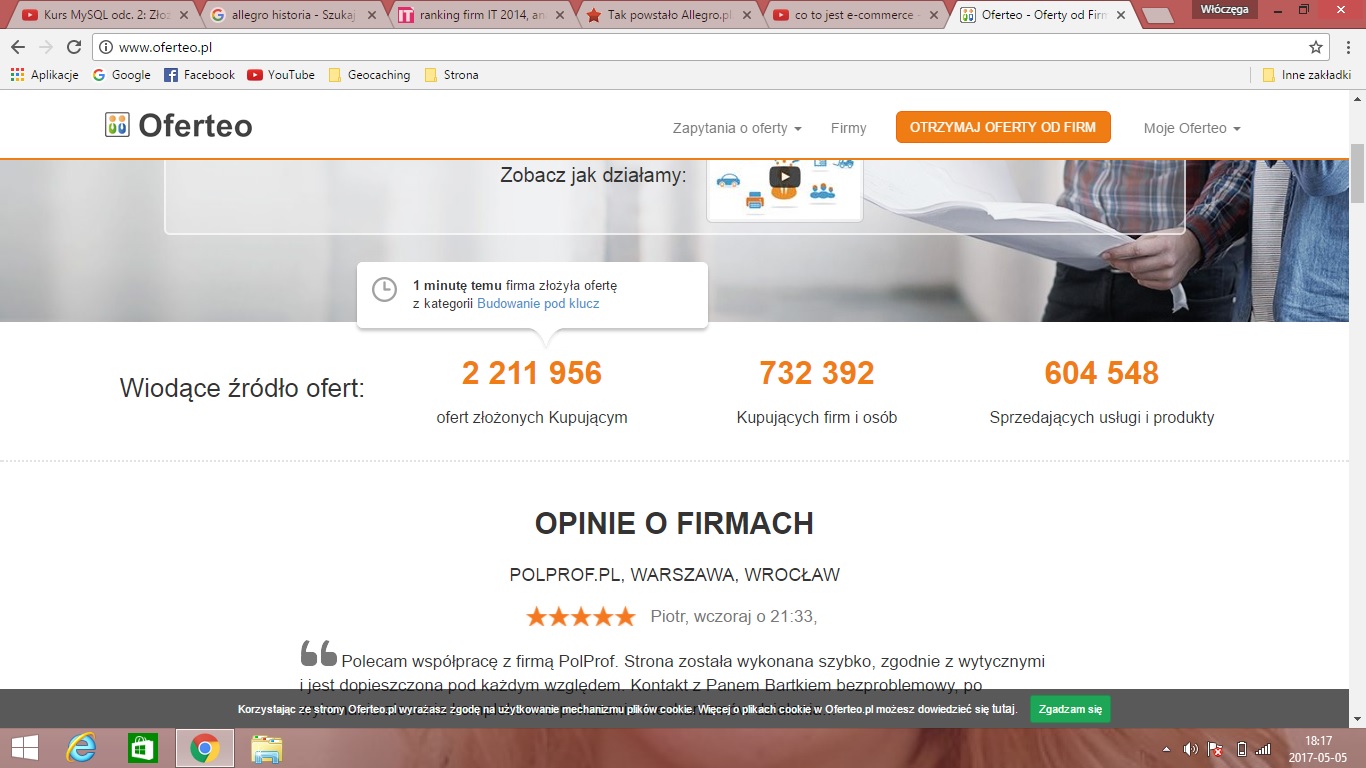 Kurs MySQL odc. 2: Złoż
allegro historia - Szukaj
ranking firm IT 2014, an
Tak powstało Allegro.pl
co to jest e-commerce -
Oferteo - Oferty od Firm
Włóczęga
www.oferteo.pl
Aplikacje
Google
Facebook
YouTube
Geocaching
Strona
Inne zakładki
Oferteo
Zapytania o oferty
Firmy
OTRZYMAJ OFERTY OD FIRM
Moje Oferteo
Zobacz jak działamy:
1 minutę temu firma złożyła ofertę
z kategorii Budowanie pod klucz
Wiodące źródło ofert:
2 211 956
ofert złożonych Kupującym
732 392
Kupujących firm i osób
604 548
Sprzedających usługi i produkty
OPINIE O FIRMACH
POLPROF.PL, WARSZAWA, WROCŁAW
Piotr, wczoraj o 21:33,
Polecam współpracę z firmą PolProf. Strona została wykonana szybko, zgodnie z wytycznymi
i jest dopieszczona pod każdym względem. Kontakt z Panem Bartkiem bezproblemowy, po
Korzystając ze strony Oferteo.pl wyrażasz zgodę na użytkowanie mechanizmu plików cookie. Więcej o plikach cookie w Oferteo.pl możesz dowiedzieć się tutaj.
Zgadzam się
18:17
2017-05-05